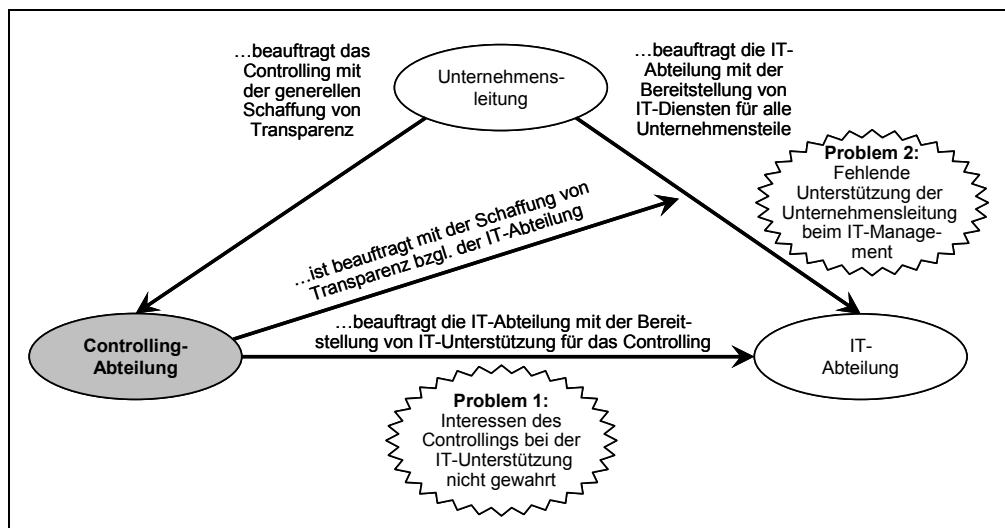 …beauftragt das
Controlling mit
der generellen
Schaffung von
Transparenz
Unternehmens-
leitung
…beauftragt die IT-
Abteilung mit der
Bereitstellung von
IT-Diensten für alle
Unternehmensteile
Problem 2:
Fehlende
Unterstützung der
Unternehmensleitung
beim IT-Manage-
ment
…ist beauftragt mit der Schaffung von
Transparenz bzgl. der IT-Abteilung
…beauftragt die IT-Abteilung mit der Bereit-
stellung von IT-Unterstützung für das Controlling
Controlling-
Abteilung
IT-
Abteilung
Problem 1:
Interessen des
Controllings bei der
IT-Unterstützung
nicht gewahrt